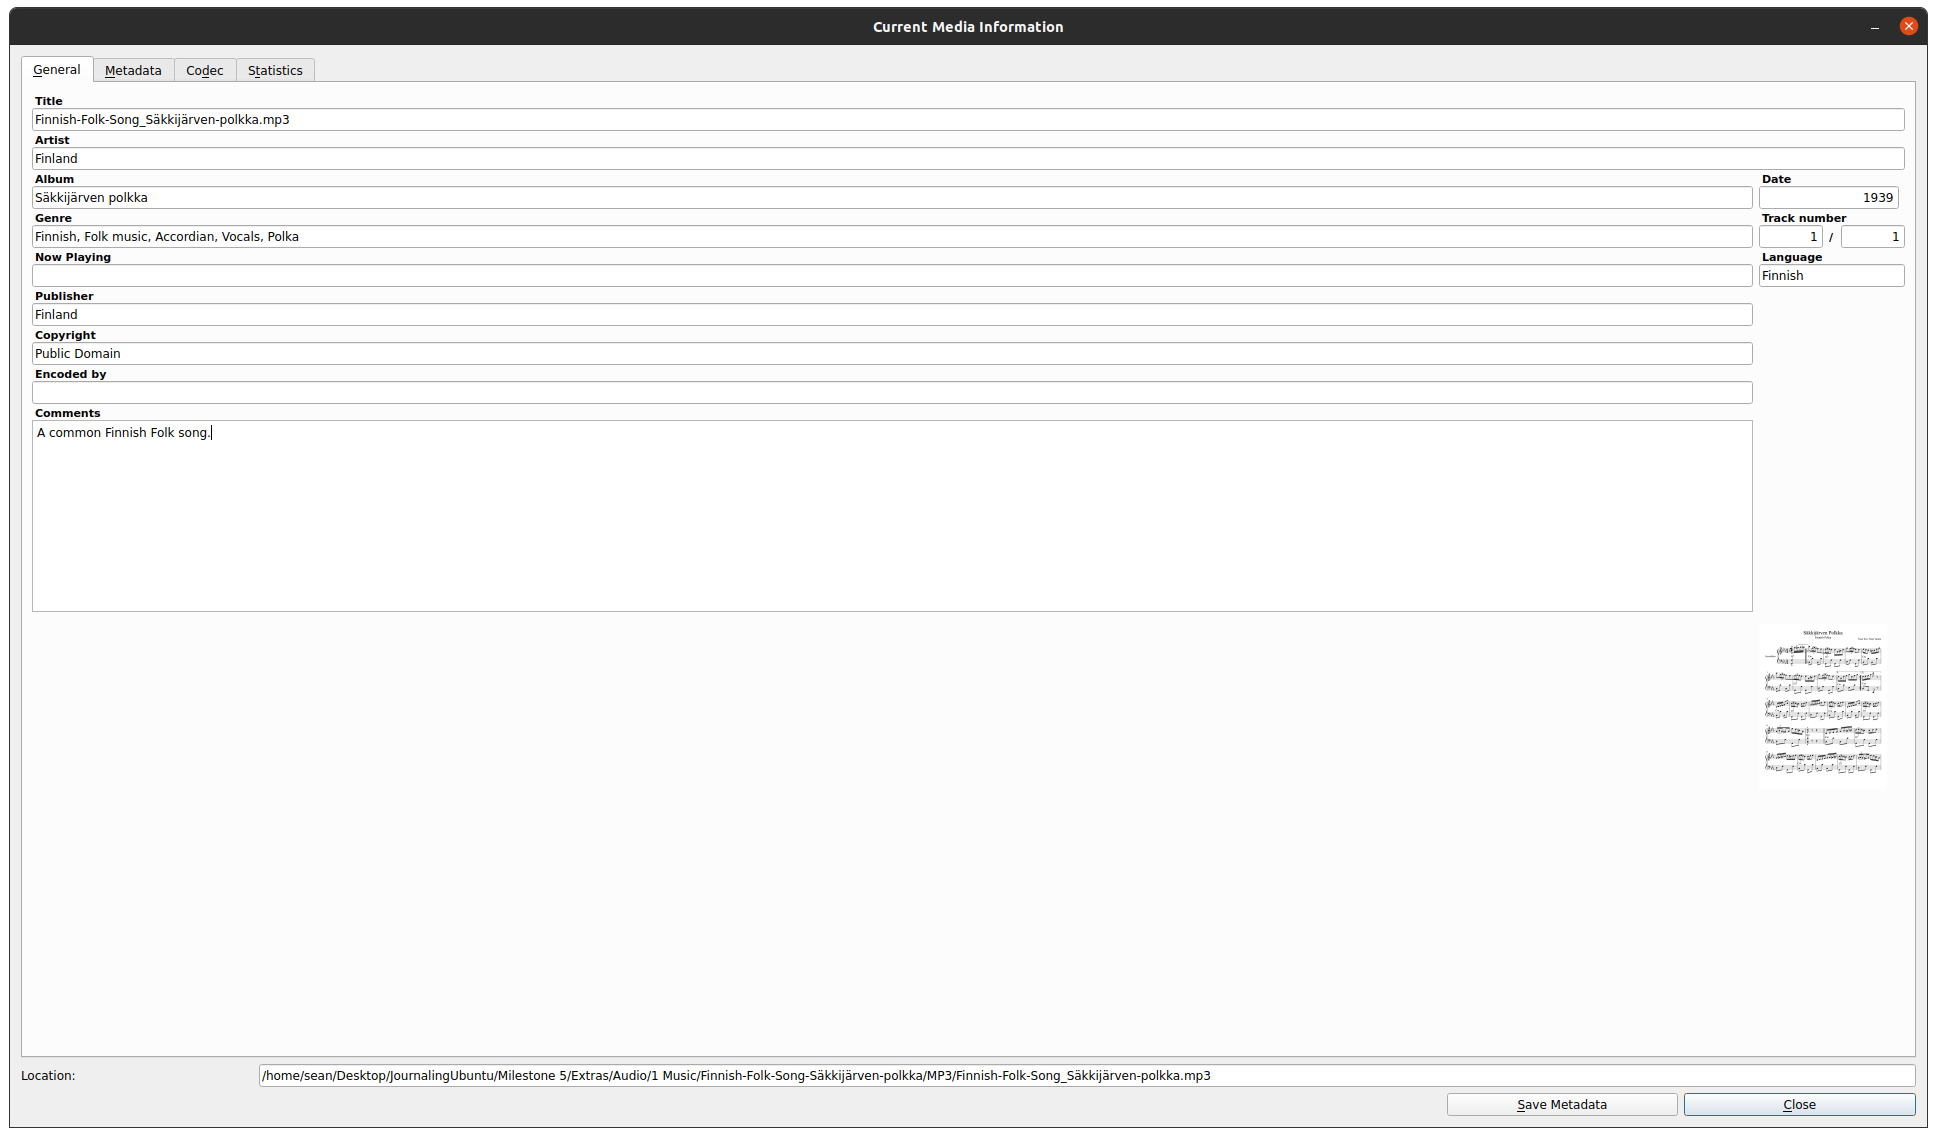 Current Media Information
General Metadata Codec Statistics
Title
Finnish-Folk-Song_Säkkijärven-polkka.mp3
Artist
Finland
Album Date
Säkkijärven polkka 1939
Genre Track number
Finnish, Folk music, Accordian, Vocals, Polka 1 / 1
Now Playing Language
Finnish
Publisher
Finland
Copyright
Public Domain
Encoded by
Comments
A common Finnish Folk song.
Säkkijärven Polkka
Location: /home/sean/Desktop/JournalingUbuntu/Milestone 5/Extras/Audio/1 Music/Finnish-Folk-Song-Säkkijärven-polkka/MP3/Finnish-Folk-Song_Säkkijärven-polkka.mp3
Save Metadata Close